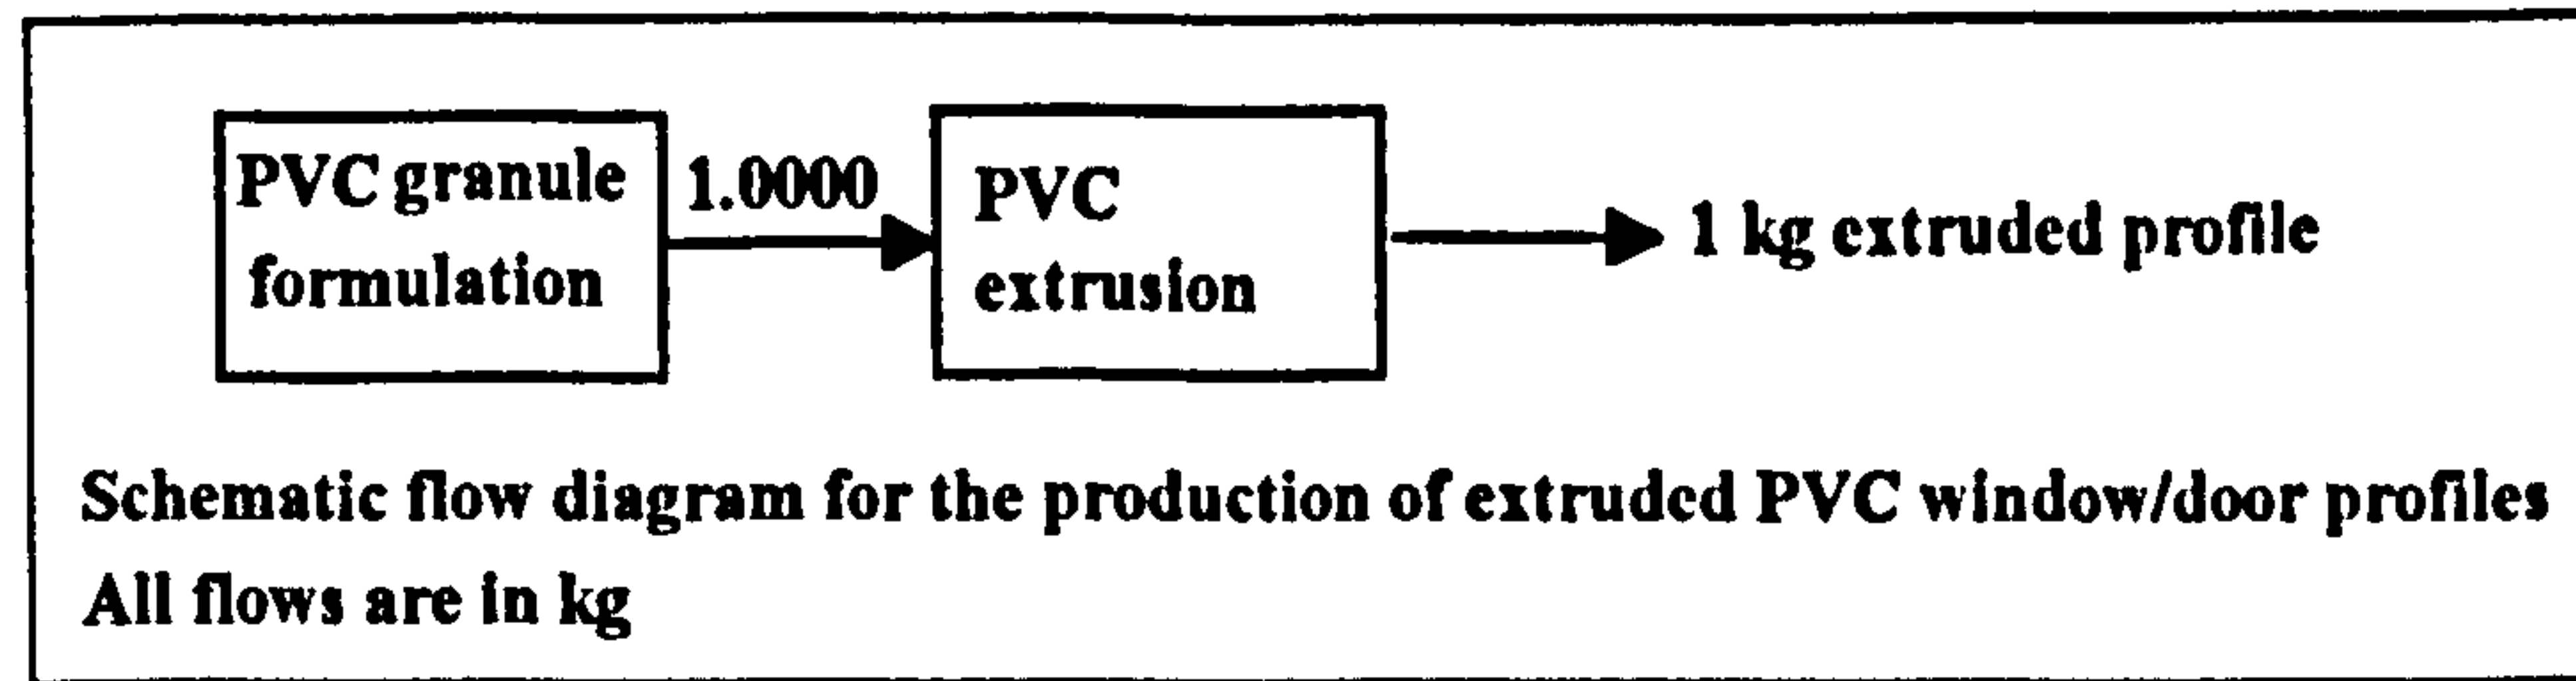 PVC granule
formulation
1.0000
PVC
extrusion
1 kg extruded profile
Schematic flow diagram for the production of extruded PVC window/door profiles
All flows are in kg